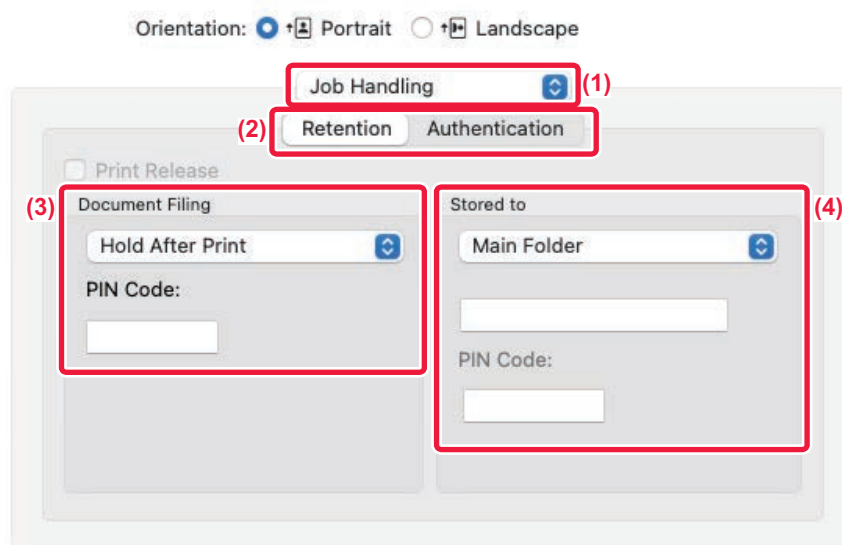 Orientation: Portrait Landscape
Job Handling (1)
(2) Retention Authentication
Print Release
(3) Document Filing Stored to (4)
Hold After Print Main Folder
PIN Code:
PIN Code: